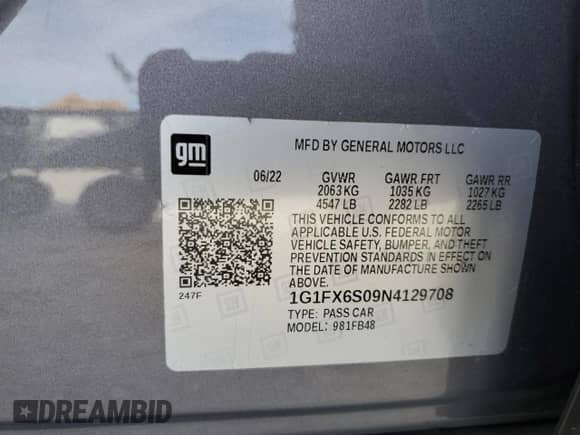 gm
MFD BY GENERAL MOTORS LLC
06/22 GVWR GAWR FRT GAWR RR
2063 KG 1035 KG 1027 KG
4547 LB 2282 LB 2265 LB
THIS VEHICLE CONFORMS TO ALL
APPLICABLE U.S. FEDERAL MOTOR
VEHICLE SAFETY, BUMPER, AND THEFT
PREVENTION STANDARDS IN EFFECT ON
THE DATE OF MANUFACTURE SHOWN
ABOVE.
247F
1G1FX6S09N4129708
TYPE: PASS CAR
MODEL: 981FB48
DREAMBID